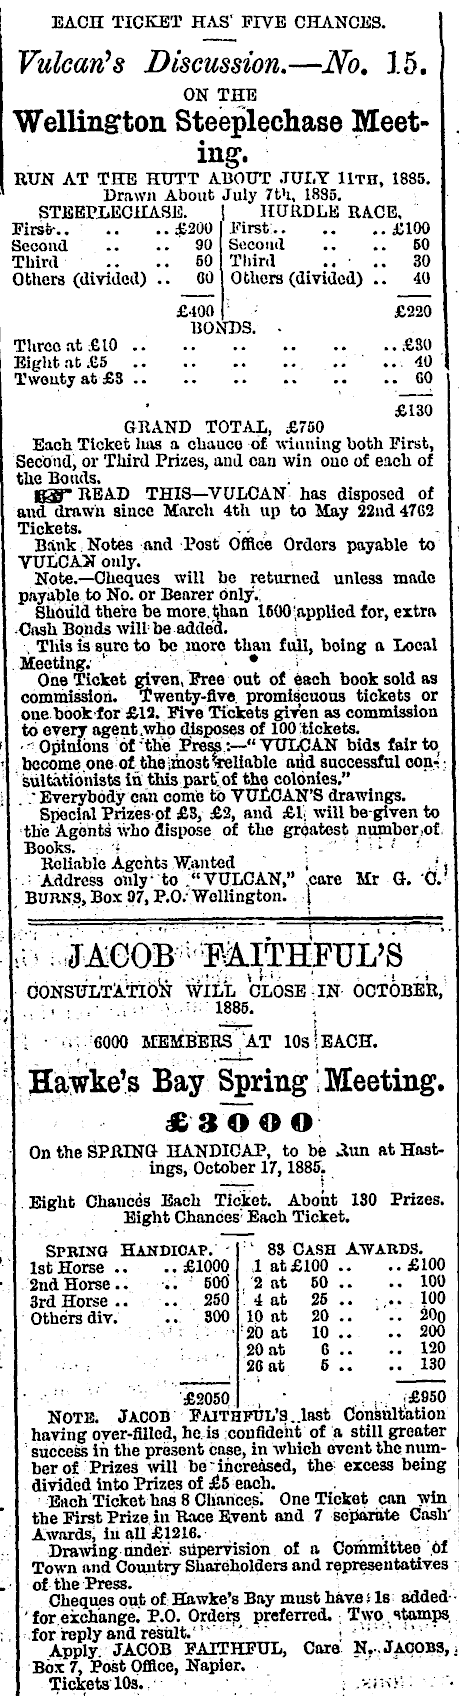 EACH TICKET HAS FIVE CHANCES.
Vulcan's Discussion.—No. 15.
ON THE
Wellington Steeplechase Meet-
ing.
RUN AT THE HUTT ABOUT JULY 11TH, 1885.
Drawn About July 7th, 1885.
STEEPLECHASE. | HURDLE RACE.
First.. .. .. £200 | First .. .. .. £100
Second .. .. 90 | Second .. .. 50
Third .. .. 50 | Third .. .. 30
Others (divided) .. 60 | Others (divided) .. 40
£400 £220
BONDS.
Three at £10 .. .. .. .. .. .. £30
Eight at £5 .. .. .. .. .. .. 40
Twenty at £3 .. .. .. .. .. .. 60
£130
GRAND TOTAL, £750
Each Ticket has a chance of winning both First,
Second, or Third Prizes, and can win one of each of
the Bonds.
☞ READ THIS—VULCAN has disposed of
and drawn since March 4th up to May 22nd 4762
Tickets.
Bank Notes and Post Office Orders payable to
VULCAN only.
Note.—Cheques will be returned unless made
payable to No. or Bearer only.
Should there be more than 1500 applied for, extra
Cash Bonds will be added.
This is sure to be more than full, being a Local
Meeting.
One Ticket given Free out of each book sold as
commission. Twenty-five promiscuous tickets or
one book for £12. Five Tickets given as commission
to every agent who disposes of 100 tickets.
Opinions of the Press:—"VULCAN bids fair to
become one of the most reliable and successful con-
sultationists in this part of the colonies."
Everybody can come to VULCAN'S drawings.
Special Prizes of £3, £2, and £1 will be given to
the Agents who dispose of the greatest number of
Books.
Reliable Agents Wanted
Address only to "VULCAN," care Mr G. C.
BURNS, Box 97, P.O. Wellington.
JACOB FAITHFUL'S
CONSULTATION WILL CLOSE IN OCTOBER,
1885.
6000 MEMBERS AT 10s EACH.
Hawke's Bay Spring Meeting.
£3000
On the SPRING HANDICAP, to be Run at Hast-
ings, October 17, 1885.
Eight Chances Each Ticket. About 130 Prizes.
Eight Chances Each Ticket.
SPRING HANDICAP. | 83 CASH AWARDS.
1st Horse .. .. £1000 | 1 at £100 .. .. £100
2nd Horse .. .. 500 | 2 at 50 .. .. 100
3rd Horse .. .. 250 | 4 at 25 .. .. 100
Others div. .. 300 | 10 at 20 .. .. 200
20 at 10 .. .. 200
20 at 6 .. .. 120
26 at 5 .. .. 130
£2050 £950
NOTE. JACOB FAITHFUL'S last Consultation
having over-filled, he is confident of a still greater
success in the present case, in which event the num-
ber of Prizes will be increased, the excess being
divided into Prizes of £5 each.
Each Ticket has 8 Chances. One Ticket can win
the First Prize in Race Event and 7 separate Cash
Awards, in all £1216.
Drawing under supervision of a Committee of
Town and Country Shareholders and representatives
of the Press.
Cheques out of Hawke's Bay must have 1s added
for exchange. P.O. Orders preferred. Two stamps
for reply and result.
Apply JACOB FAITHFUL, Care N. JACOBS,
Box 7, Post Office, Napier.
Tickets 10s.